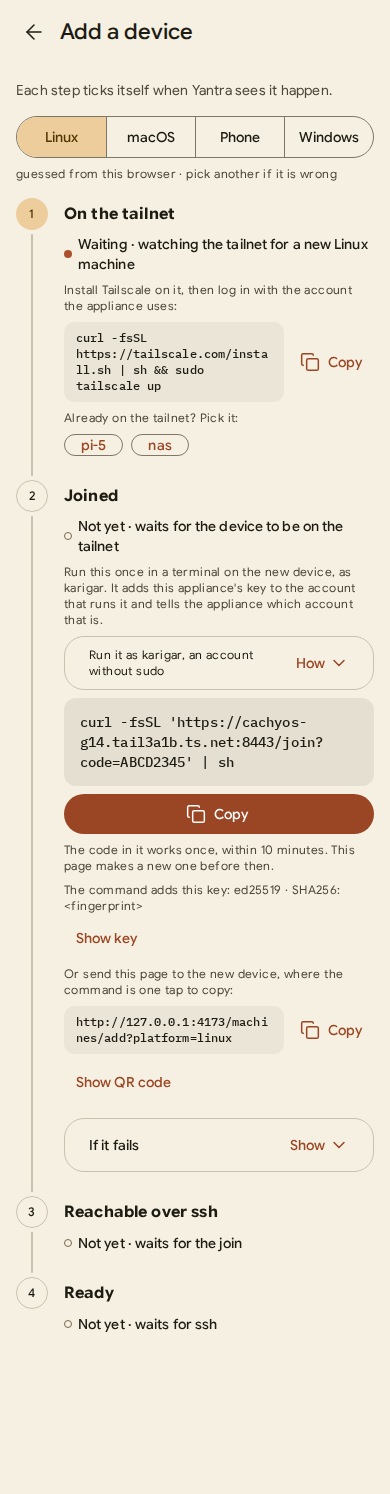 Add a device
Each step ticks itself when Yantra sees it happen.
Linux
macOS
Phone
Windows
guessed from this browser · pick another if it is wrong
1
On the tailnet
Waiting · watching the tailnet for a new Linux
machine
Install Tailscale on it, then log in with the account
the appliance uses:
curl -fsSL
https://tailscale.com/insta
ll.sh | sh && sudo
tailscale up
Copy
Already on the tailnet? Pick it:
pi-5
nas
2
Joined
Not yet · waits for the device to be on the
tailnet
Run this once in a terminal on the new device, as
karigar. It adds this appliance's key to the account
that runs it and tells the appliance which account
that is.
Run it as karigar, an account
without sudo
How
curl -fsSL 'https://cachyos-
g14.tail3a1b.ts.net:8443/join?
code=ABCD2345' | sh
Copy
The code in it works once, within 10 minutes. This
page makes a new one before then.
The command adds this key: ed25519 · SHA256:
<fingerprint>
Show key
Or send this page to the new device, where the
command is one tap to copy:
http://127.0.0.1:4173/machi
nes/add?platform=linux
Copy
Show QR code
If it fails
Show
3
Reachable over ssh
Not yet · waits for the join
4
Ready
Not yet · waits for ssh